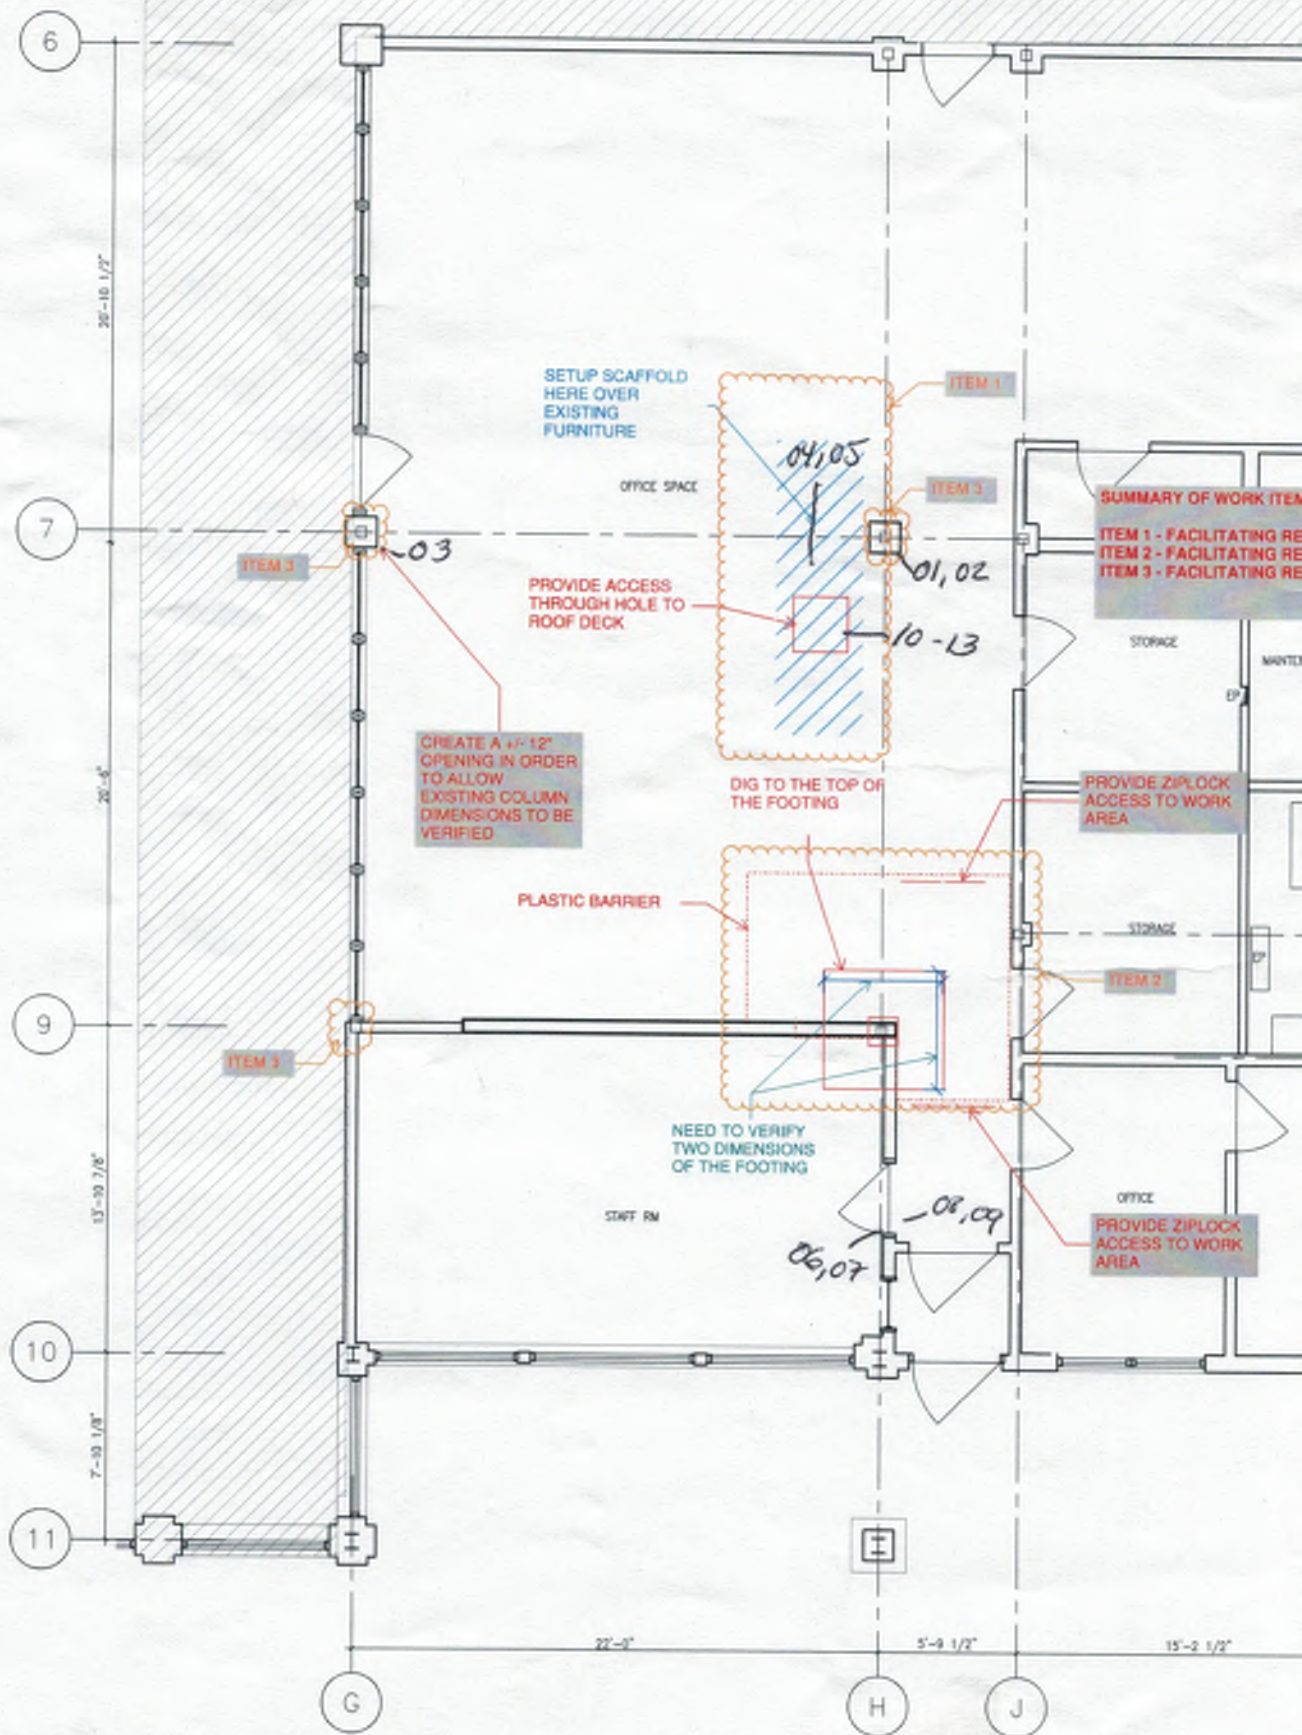 6
20'-10 1/2"
SETUP SCAFFOLD
HERE OVER
EXISTING
FURNITURE
ITEM 1
04,05
OFFICE SPACE
ITEM 3
SUMMARY OF WORK ITEM
ITEM 1 - FACILITATING RE
ITEM 2 - FACILITATING RE
ITEM 3 - FACILITATING RE
7
ITEM 3
03
01,02
PROVIDE ACCESS
THROUGH HOLE TO
ROOF DECK
10-13
STORAGE
EP
CREATE A +/- 12"
OPENING IN ORDER
TO ALLOW
EXISTING COLUMN
DIMENSIONS TO BE
VERIFIED
20'-6"
DIG TO THE TOP OF
THE FOOTING
PROVIDE ZIPLOCK
ACCESS TO WORK
AREA
PLASTIC BARRIER
STORAGE
EP
ITEM 2
9
ITEM 3
NEED TO VERIFY
TWO DIMENSIONS
OF THE FOOTING
13'-10 7/8"
STAFF RM
OFFICE
08,09
06,07
PROVIDE ZIPLOCK
ACCESS TO WORK
AREA
10
7'-10 1/8"
11
22'-0"
5'-9 1/2"
15'-2 1/2"
G
H
J